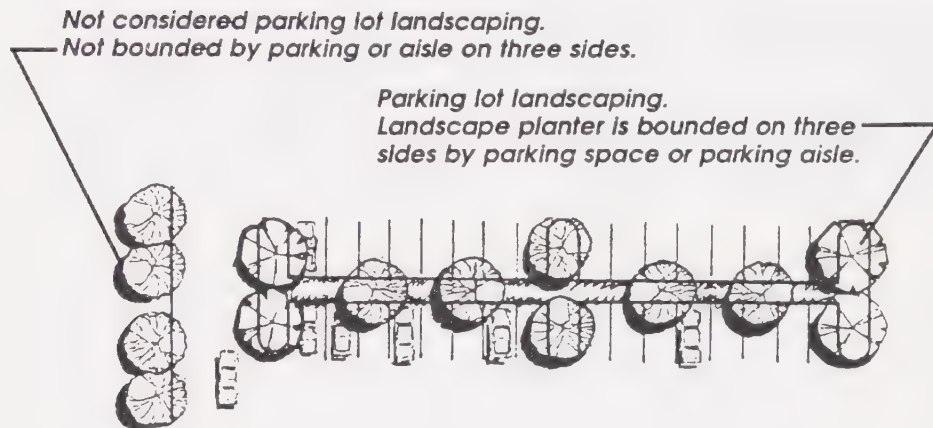 Not considered parking lot landscaping.
Not bounded by parking or aisle on three sides.
Parking lot landscaping.
Landscape planter is bounded on three
sides by parking space or parking aisle.